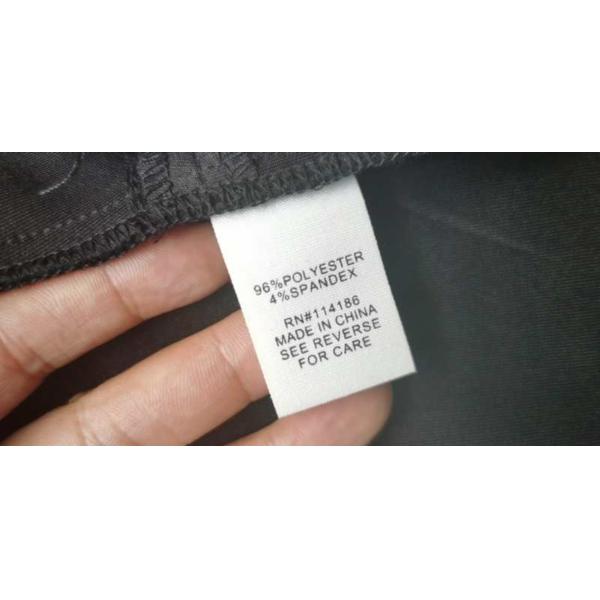 96%POLYESTER
4%SPANDEX
RN#114186
MADE IN CHINA
SEE REVERSE
FOR CARE